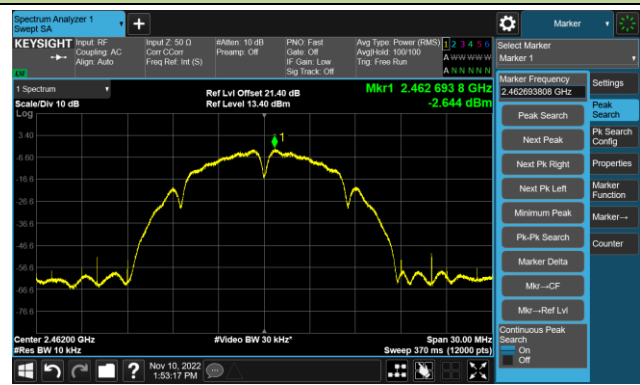 Spectrum Analyzer 1
Swept SA
+
Marker
KEYSIGHT
Input: RF
Coupling: AC
Align: Auto
Input Z: 50 Ω
Corr CCorr
Freq Ref: Int (S)
#Atten: 10 dB
Preamp: Off
PNO: Fast
Gate: Off
IF Gain: Low
Sig Track: Off
Avg Type: Power (RMS)
Avg|Hold: 100/100
Trig: Free Run
1 2 3 4 5 6
A W W W W W
A N N N N N
Select Marker
Marker 1
1 Spectrum
Scale/Div 10 dB
Log
Ref Lvl Offset 21.40 dB
Ref Level 13.40 dBm
Mkr1 2.462 693 8 GHz
-2.644 dBm
1
3.40
-6.60
-16.6
-26.6
-36.6
-46.6
-56.6
-66.6
-76.6
Center 2.46200 GHz
#Res BW 10 kHz
#Video BW 30 kHz*
Span 30.00 MHz
Sweep 370 ms (12000 pts)
Marker Frequency
2.462693808 GHz
Peak Search
Next Peak
Next Pk Right
Next Pk Left
Minimum Peak
Pk-Pk Search
Marker Delta
Mkr→CF
Mkr→Ref Lvl
Continuous Peak
Search
On
Off
Settings
Peak
Search
Pk Search
Config
Properties
Marker
Function
Marker→
Counter
?
Nov 10, 2022
1:53:17 PM